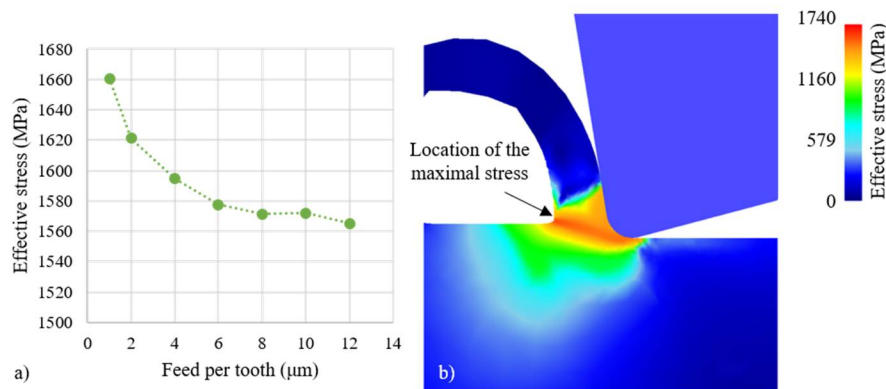 1680
1660
1640
1620
1600
1580
1560
1540
1520
1500
Effective stress (MPa)
0 2 4 6 8 10 12 14
Feed per tooth (μm)
a)
Location of the
maximal stress
b)
1740
1160
579
0
Effective stress (MPa)